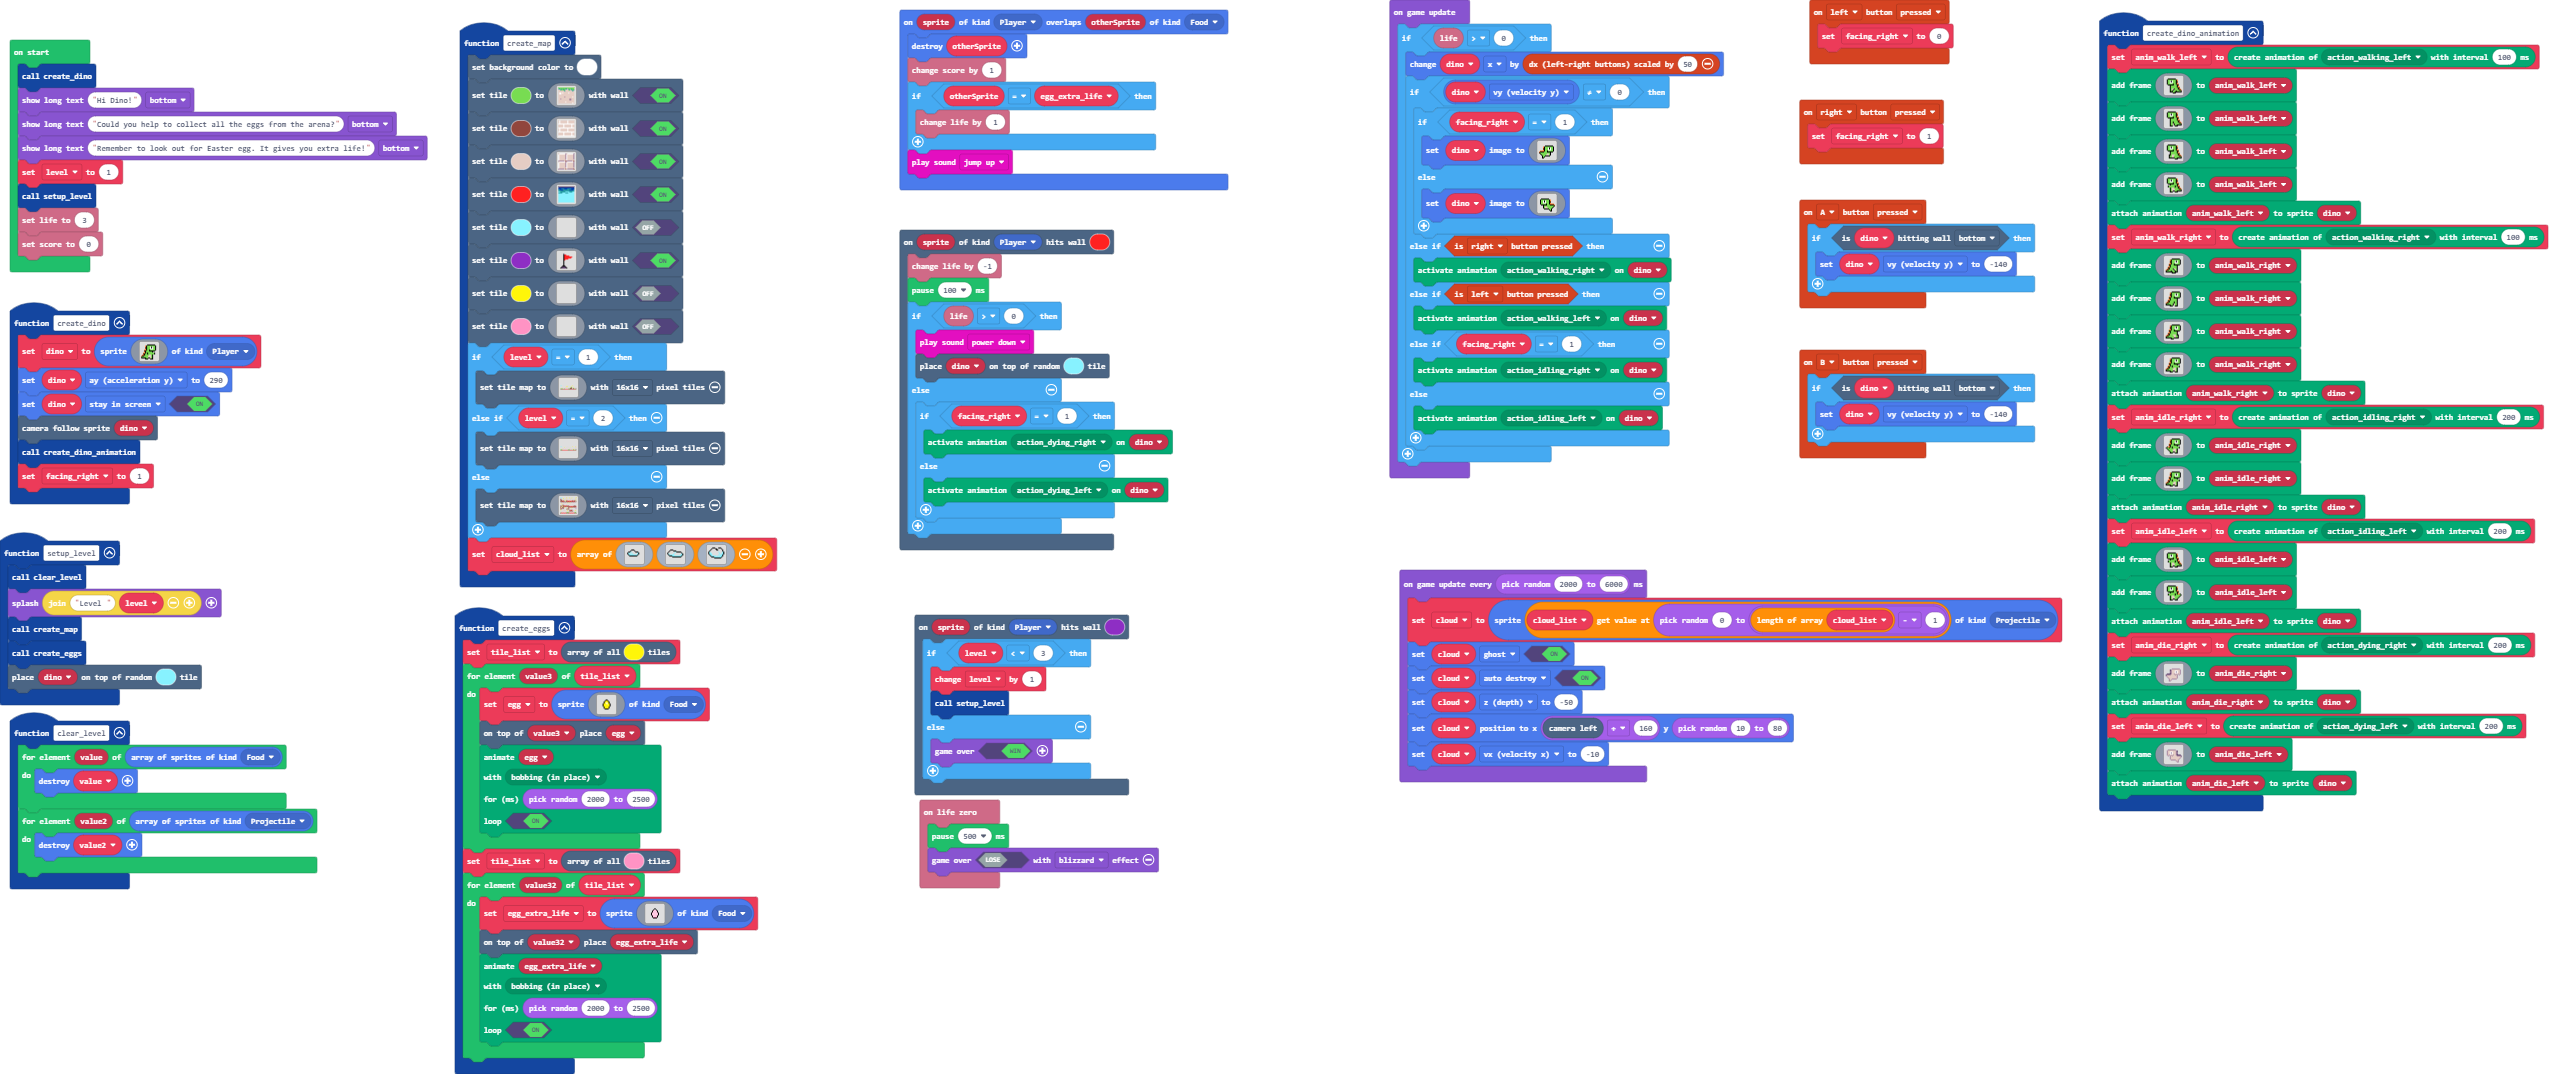 on start
call create_dino
show long text "Hi Dino!" bottom
show long text "Could you help to collect all the eggs from the arena?" bottom
show long text "Remember to look out for Easter egg. It gives you extra life!" bottom
set level to 1
call setup_level
set life to 3
set score to 0
function create_dino
set dino to sprite of kind Player
set dino ay (acceleration y) to 290
set dino stay in screen ON
camera follow sprite dino
call create_dino_animation
set facing_right to 1
function setup_level
call clear_level
splash join "Level " level
call create_map
call create_eggs
place dino on top of random tile
function clear_level
for element value of array of sprites of kind Food
do destroy value
for element value2 of array of sprites of kind Projectile
do destroy value2
function create_map
set background color to
set tile to with wall ON
set tile to with wall ON
set tile to with wall ON
set tile to with wall ON
set tile to with wall OFF
set tile to with wall ON
set tile to with wall OFF
set tile to with wall OFF
if level = 1 then
set tile map to with 16x16 pixel tiles
else if level = 2 then
set tile map to with 16x16 pixel tiles
else
set tile map to with 16x16 pixel tiles
set cloud_list to array of
function create_eggs
set tile_list to array of all tiles
for element value3 of tile_list
do set egg to sprite of kind Food
on top of value3 place egg
animate egg
with bobbing (in place)
for (ms) pick random 2000 to 2500
loop ON
set tile_list to array of all tiles
for element value32 of tile_list
do set egg_extra_life to sprite of kind Food
on top of value32 place egg_extra_life
animate egg_extra_life
with bobbing (in place)
for (ms) pick random 2000 to 2500
loop ON
on sprite of kind Player overlaps otherSprite of kind Food
destroy otherSprite
change score by 1
if otherSprite = egg_extra_life then
change life by 1
play sound jump up
on sprite of kind Player hits wall
change life by -1
pause 100 ms
if life > 0 then
play sound power down
place dino on top of random tile
else
if facing_right = 1 then
activate animation action_dying_right on dino
else
activate animation action_dying_left on dino
on sprite of kind Player hits wall
if level < 3 then
change level by 1
call setup_level
else
game over WIN
on life zero
pause 500 ms
game over LOSE with blizzard effect
on game update
if life > 0 then
change dino x by dx (left-right buttons) scaled by 50
if dino vy (velocity y) ≠ 0 then
if facing_right = 1 then
set dino image to
else
set dino image to
else if is right button pressed then
activate animation action_walking_right on dino
else if is left button pressed then
activate animation action_walking_left on dino
else if facing_right = 1 then
activate animation action_idling_right on dino
else
activate animation action_idling_left on dino
on game update every pick random 2000 to 6000 ms
set cloud to sprite cloud_list get value at pick random 0 to length of array cloud_list - 1 of kind Projectile
set cloud ghost ON
set cloud auto destroy ON
set cloud z (depth) to -50
set cloud position to x camera left + 160 y pick random 10 to 80
set cloud vx (velocity x) to -10
on left button pressed
set facing_right to 0
on right button pressed
set facing_right to 1
on A button pressed
if is dino hitting wall bottom then
set dino vy (velocity y) to -140
on B button pressed
if is dino hitting wall bottom then
set dino vy (velocity y) to -140
function create_dino_animation
set anim_walk_left to create animation of action_walking_left with interval 100 ms
add frame to anim_walk_left
add frame to anim_walk_left
add frame to anim_walk_left
add frame to anim_walk_left
attach animation anim_walk_left to sprite dino
set anim_walk_right to create animation of action_walking_right with interval 100 ms
add frame to anim_walk_right
add frame to anim_walk_right
add frame to anim_walk_right
add frame to anim_walk_right
attach animation anim_walk_right to sprite dino
set anim_idle_right to create animation of action_idling_right with interval 200 ms
add frame to anim_idle_right
add frame to anim_idle_right
attach animation anim_idle_right to sprite dino
set anim_idle_left to create animation of action_idling_left with interval 200 ms
add frame to anim_idle_left
add frame to anim_idle_left
attach animation anim_idle_left to sprite dino
set anim_die_right to create animation of action_dying_right with interval 200 ms
add frame to anim_die_right
attach animation anim_die_right to sprite dino
set anim_die_left to create animation of action_dying_left with interval 200 ms
add frame to anim_die_left
attach animation anim_die_left to sprite dino